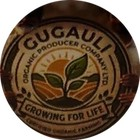 GUGAULI
ORGANIC PRODUCER COMPANY LTD
GROWING FOR LIFE